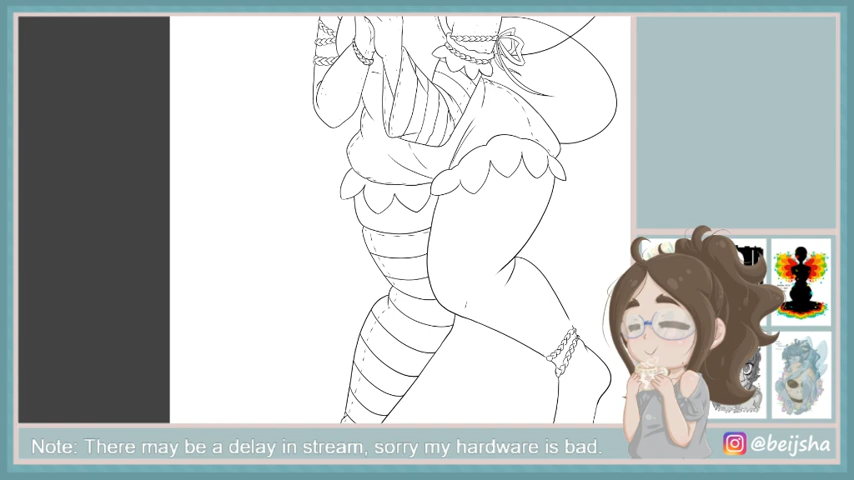 Note: There may be a delay in stream, sorry my hardware is bad.
@beijsha